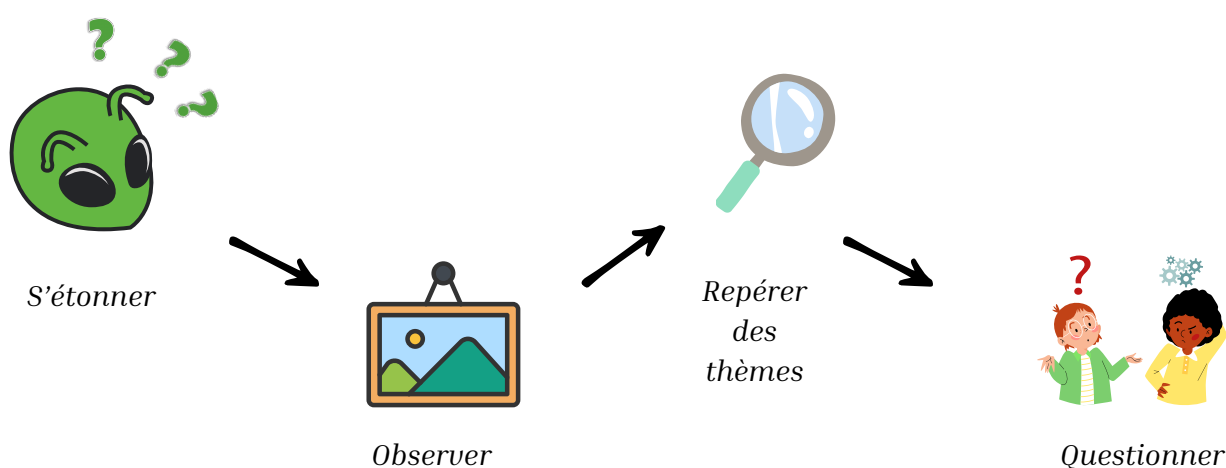 S’étonner
Observer
Repérer
des
thèmes
Questionner